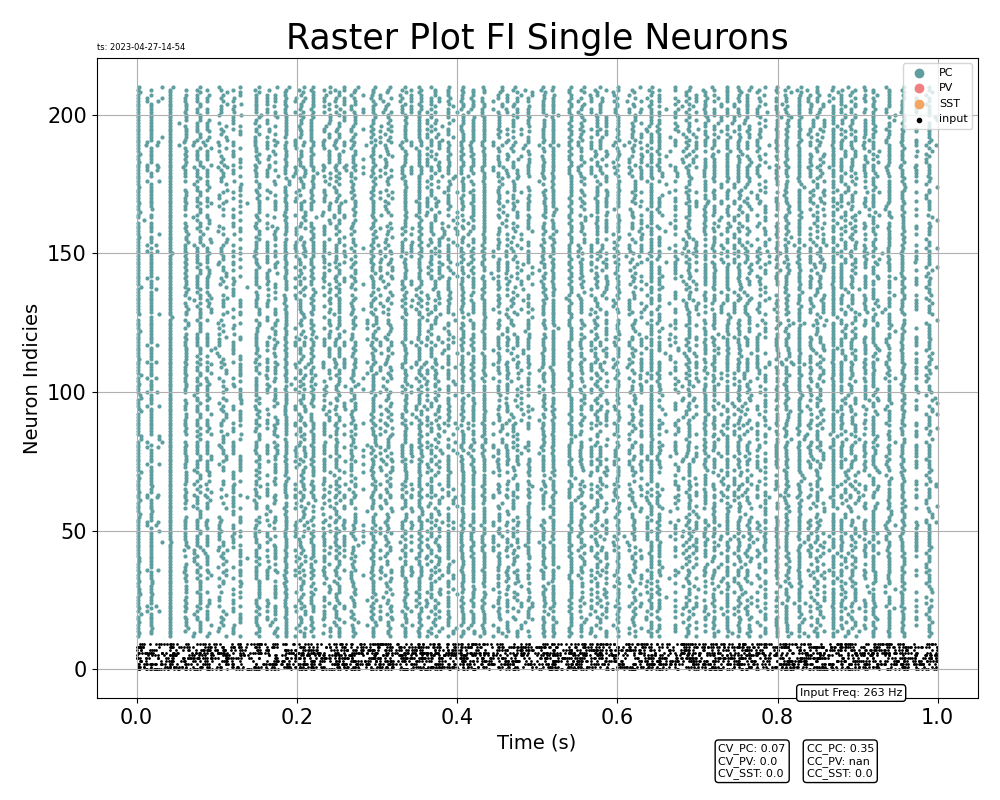 Raster Plot FI Single Neurons
ts: 2023-04-27-14-54
PC
PV
SST
input
200
150
100
50
0
Neuron Indicies
0.0 0.2 0.4 0.6 0.8 1.0
Time (s)
Input Freq: 263 Hz
CV_PC: 0.07
CV_PV: 0.0
CV_SST: 0.0
CC_PC: 0.35
CC_PV: nan
CC_SST: 0.0